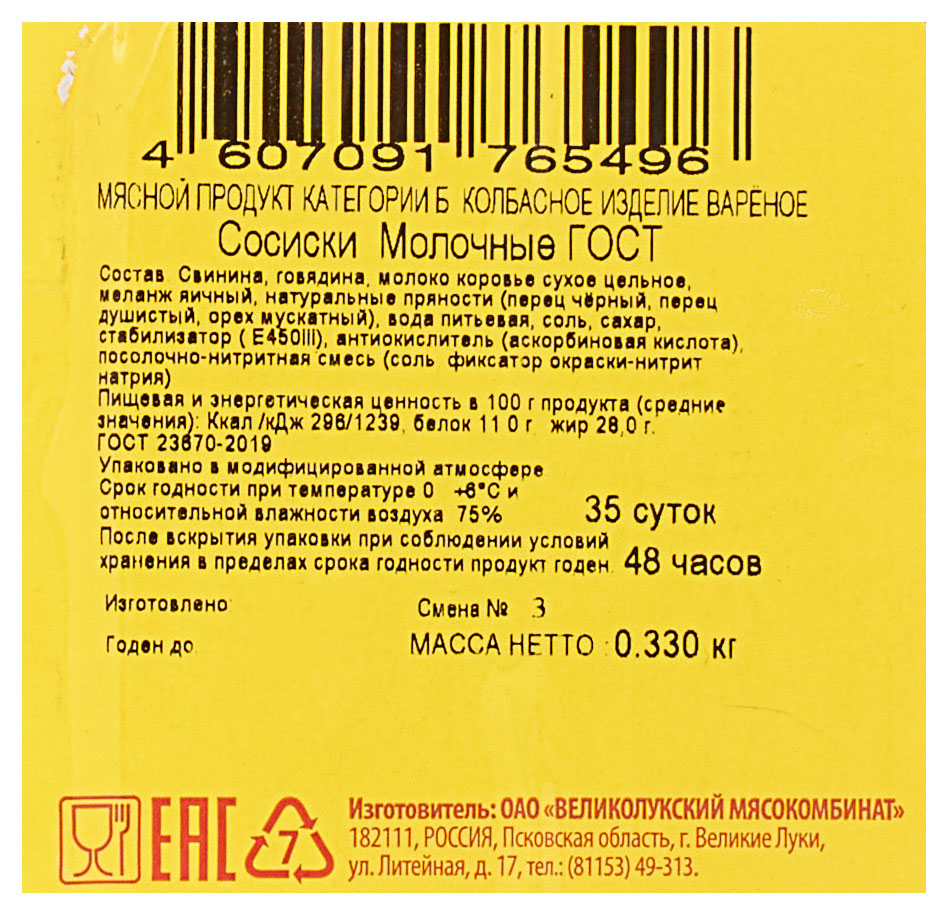 4 607091 765496
МЯСНОЙ ПРОДУКТ КАТЕГОРИИ Б КОЛБАСНОЕ ИЗДЕЛИЕ ВАРЁНОЕ
Сосиски Молочные ГОСТ
Состав. Свинина, говядина, молоко коровье сухое цельное,
меланж яичный, натуральные пряности (перец чёрный, перец
душистый, орех мускатный), вода питьевая, соль, сахар,
стабилизатор ( Е450III), антиокислитель (аскорбиновая кислота),
посолочно-нитритная смесь (соль фиксатор окраски-нитрит
натрия)
Пищевая и энергетическая ценность в 100 г продукта (средние
значения): Ккал /кДж 296/1239, белок 11 0 г. жир 28,0 г.
ГОСТ 23670-2019
Упаковано в модифицированной атмосфере
Срок годности при температуре 0 +6°С и
относительной влажности воздуха 75% 35 суток
После вскрытия упаковки при соблюдении условий
хранения в пределах срока годности продукт годен. 48 часов
Изготовлено Смена № 3
Годен до. МАССА НЕТТО : 0.330 кг
ЕАС 7
Изготовитель: ОАО «ВЕЛИКОЛУКСКИЙ МЯСОКОМБИНАТ»
182111, РОССИЯ, Псковская область, г. Великие Луки,
ул. Литейная, д. 17, тел.: (81153) 49-313.